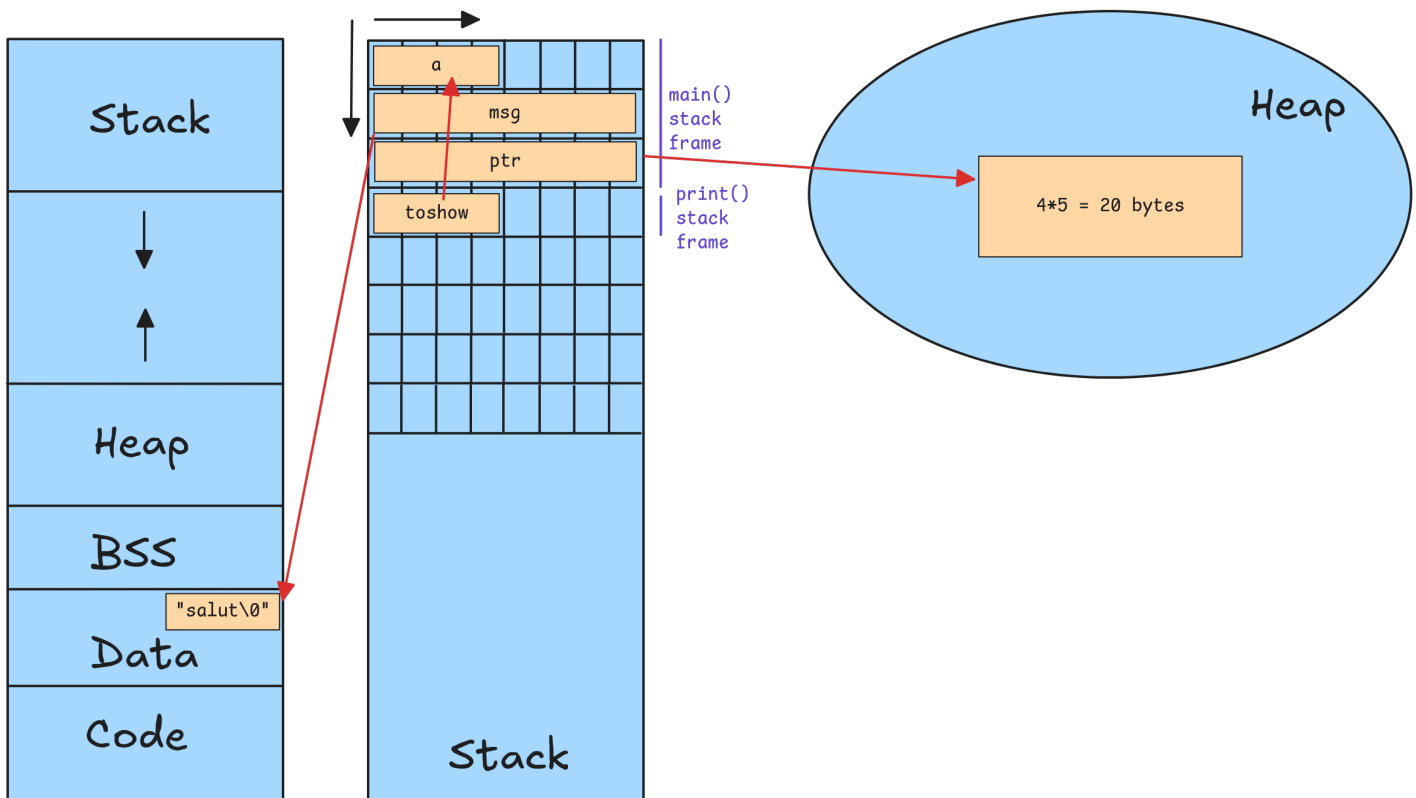 Stack
Heap
BSS
"salut\0"
Data
Code
a
msg
ptr
toshow
Stack
main()
stack
frame
print()
stack
frame
Heap
4*5 = 20 bytes